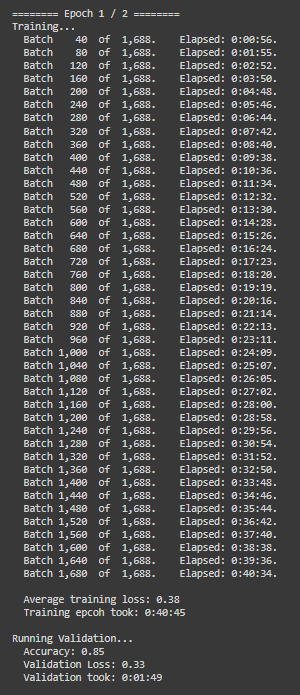 ======== Epoch 1 / 2 ========
Training...
Batch 40 of 1,688. Elapsed: 0:00:56.
Batch 80 of 1,688. Elapsed: 0:01:55.
Batch 120 of 1,688. Elapsed: 0:02:52.
Batch 160 of 1,688. Elapsed: 0:03:50.
Batch 200 of 1,688. Elapsed: 0:04:48.
Batch 240 of 1,688. Elapsed: 0:05:46.
Batch 280 of 1,688. Elapsed: 0:06:44.
Batch 320 of 1,688. Elapsed: 0:07:42.
Batch 360 of 1,688. Elapsed: 0:08:40.
Batch 400 of 1,688. Elapsed: 0:09:38.
Batch 440 of 1,688. Elapsed: 0:10:36.
Batch 480 of 1,688. Elapsed: 0:11:34.
Batch 520 of 1,688. Elapsed: 0:12:32.
Batch 560 of 1,688. Elapsed: 0:13:30.
Batch 600 of 1,688. Elapsed: 0:14:28.
Batch 640 of 1,688. Elapsed: 0:15:26.
Batch 680 of 1,688. Elapsed: 0:16:24.
Batch 720 of 1,688. Elapsed: 0:17:23.
Batch 760 of 1,688. Elapsed: 0:18:20.
Batch 800 of 1,688. Elapsed: 0:19:19.
Batch 840 of 1,688. Elapsed: 0:20:16.
Batch 880 of 1,688. Elapsed: 0:21:14.
Batch 920 of 1,688. Elapsed: 0:22:13.
Batch 960 of 1,688. Elapsed: 0:23:11.
Batch 1,000 of 1,688. Elapsed: 0:24:09.
Batch 1,040 of 1,688. Elapsed: 0:25:07.
Batch 1,080 of 1,688. Elapsed: 0:26:05.
Batch 1,120 of 1,688. Elapsed: 0:27:02.
Batch 1,160 of 1,688. Elapsed: 0:28:00.
Batch 1,200 of 1,688. Elapsed: 0:28:58.
Batch 1,240 of 1,688. Elapsed: 0:29:56.
Batch 1,280 of 1,688. Elapsed: 0:30:54.
Batch 1,320 of 1,688. Elapsed: 0:31:52.
Batch 1,360 of 1,688. Elapsed: 0:32:50.
Batch 1,400 of 1,688. Elapsed: 0:33:48.
Batch 1,440 of 1,688. Elapsed: 0:34:46.
Batch 1,480 of 1,688. Elapsed: 0:35:44.
Batch 1,520 of 1,688. Elapsed: 0:36:42.
Batch 1,560 of 1,688. Elapsed: 0:37:40.
Batch 1,600 of 1,688. Elapsed: 0:38:38.
Batch 1,640 of 1,688. Elapsed: 0:39:36.
Batch 1,680 of 1,688. Elapsed: 0:40:34.
Average training loss: 0.38
Training epcoh took: 0:40:45
Running Validation...
Accuracy: 0.85
Validation Loss: 0.33
Validation took: 0:01:49